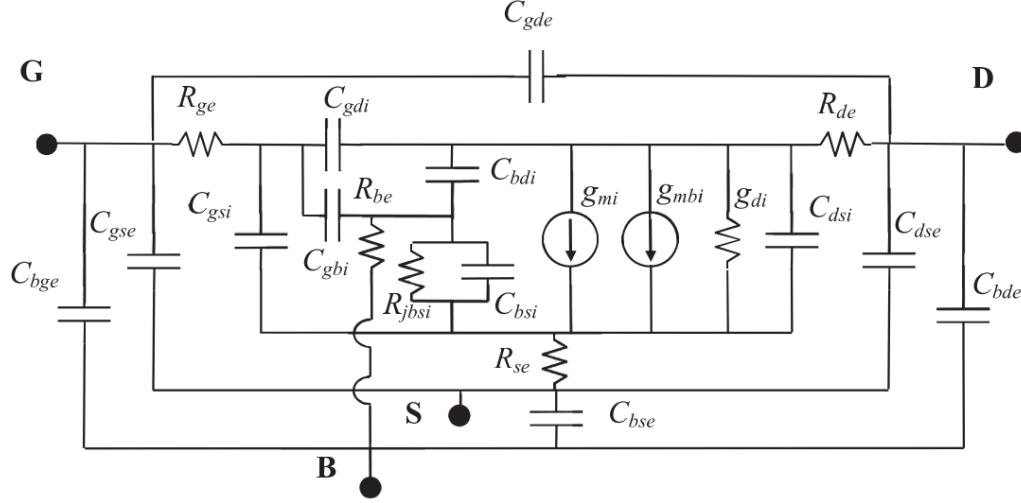 C_gde
G
D
R_ge
C_gdi
R_de
R_be
C_bdi
g_mi
g_mbi
g_di
C_gse
C_gsi
C_dsi
C_dse
C_bge
C_gbi
C_bde
R_jbsi
C_bsi
R_se
S
C_bse
B